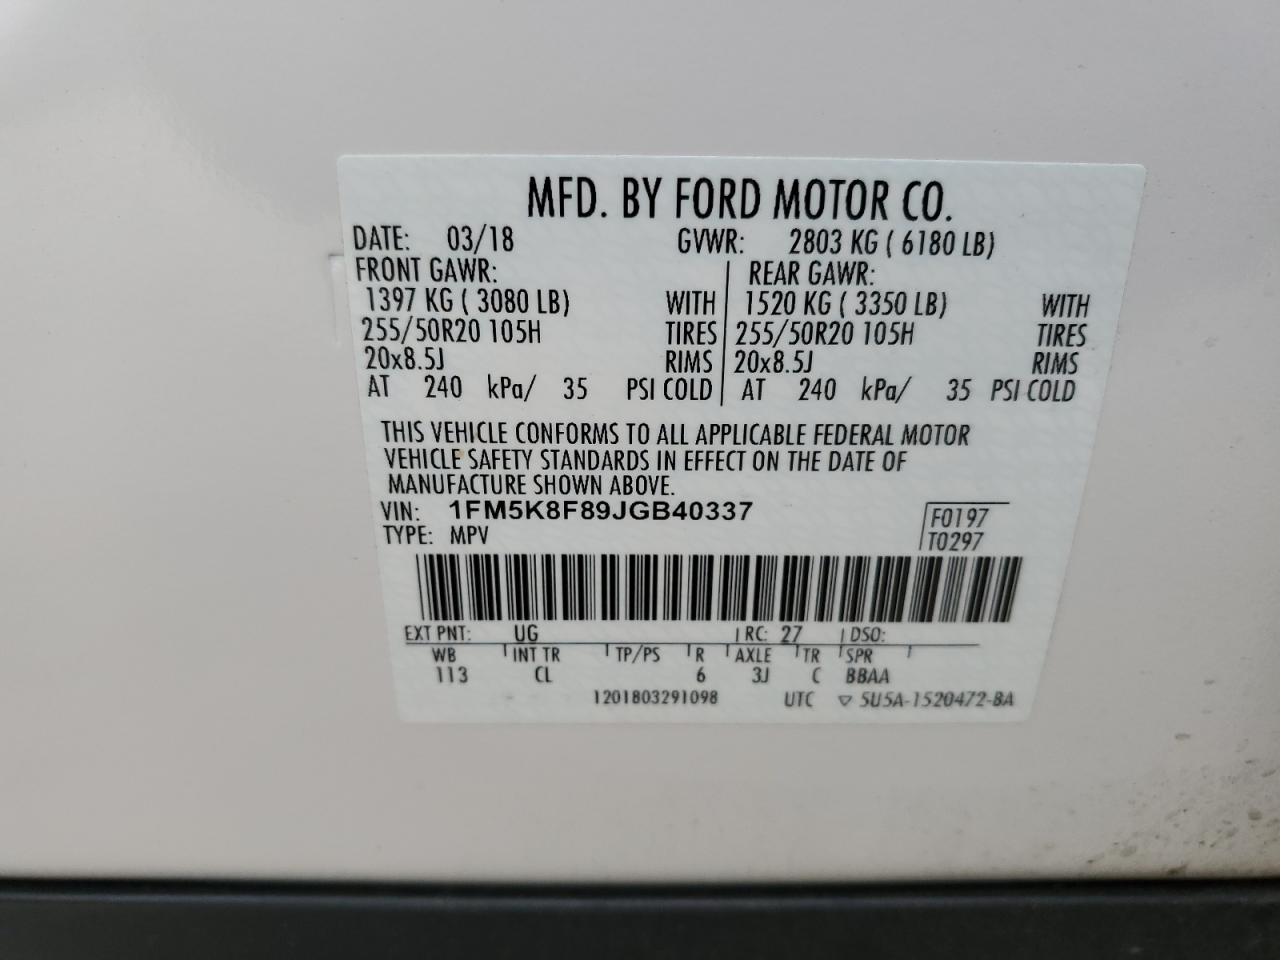 MFD. BY FORD MOTOR CO.
DATE: 03/18 GVWR: 2803 KG ( 6180 LB)
FRONT GAWR: REAR GAWR:
1397 KG ( 3080 LB) WITH 1520 KG ( 3350 LB) WITH
255/50R20 105H TIRES 255/50R20 105H TIRES
20x8.5J RIMS 20x8.5J RIMS
AT 240 kPa/ 35 PSI COLD AT 240 kPa/ 35 PSI COLD
THIS VEHICLE CONFORMS TO ALL APPLICABLE FEDERAL MOTOR
VEHICLE SAFETY STANDARDS IN EFFECT ON THE DATE OF
MANUFACTURE SHOWN ABOVE.
VIN: 1FM5K8F89JGB40337 F0197
TYPE: MPV T0297
EXT PNT: UG RC: 27 DSO:
WB INT TR TP/PS R AXLE TR SPR
113 CL 6 3J C BBAA
1201803291098 UTC ▽ 5U5A-1520472-BA